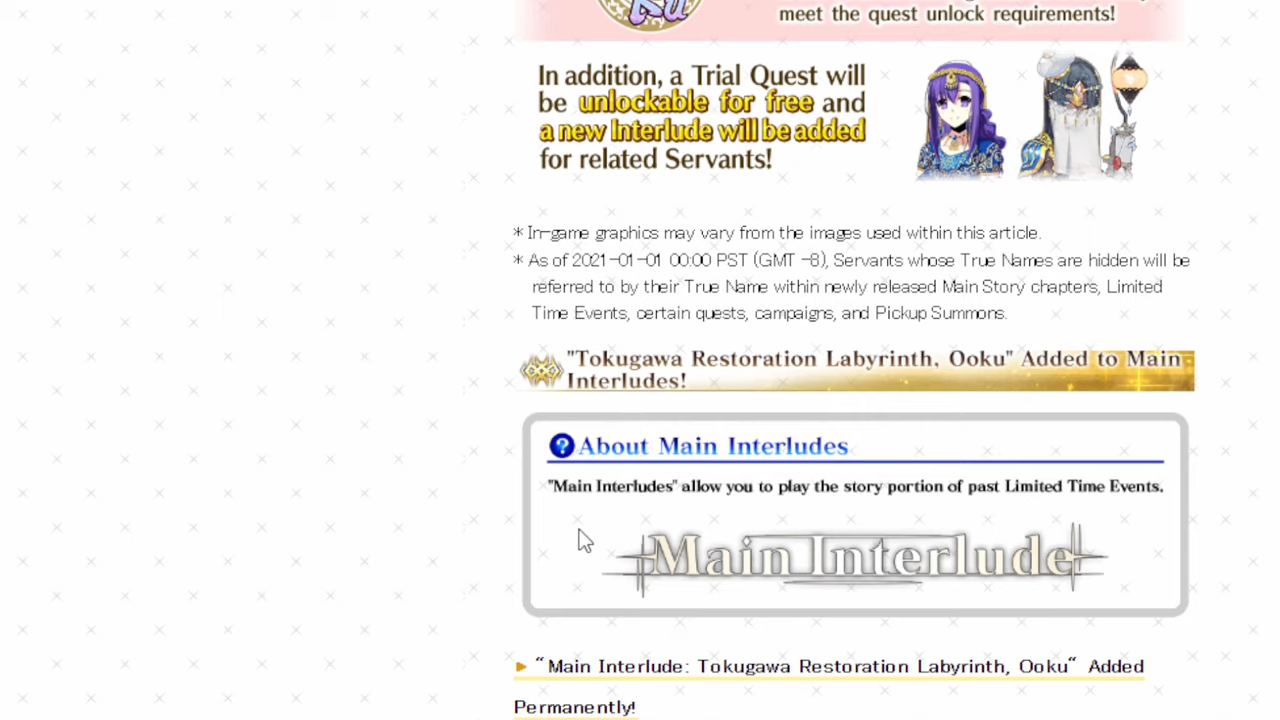 meet the quest unlock requirements!
In addition, a Trial Quest will
be unlockable for free and
a new Interlude will be added
for related Servants!
* In-game graphics may vary from the images used within this article.
* As of 2021-01-01 00:00 PST (GMT -8), Servants whose True Names are hidden will be
referred to by their True Name within newly released Main Story chapters, Limited
Time Events, certain quests, campaigns, and Pickup Summons.
"Tokugawa Restoration Labyrinth, Ooku" Added to Main
Interludes!
? About Main Interludes
"Main Interludes" allow you to play the story portion of past Limited Time Events.
Main Interlude
► "Main Interlude: Tokugawa Restoration Labyrinth, Ooku" Added
Permanently!